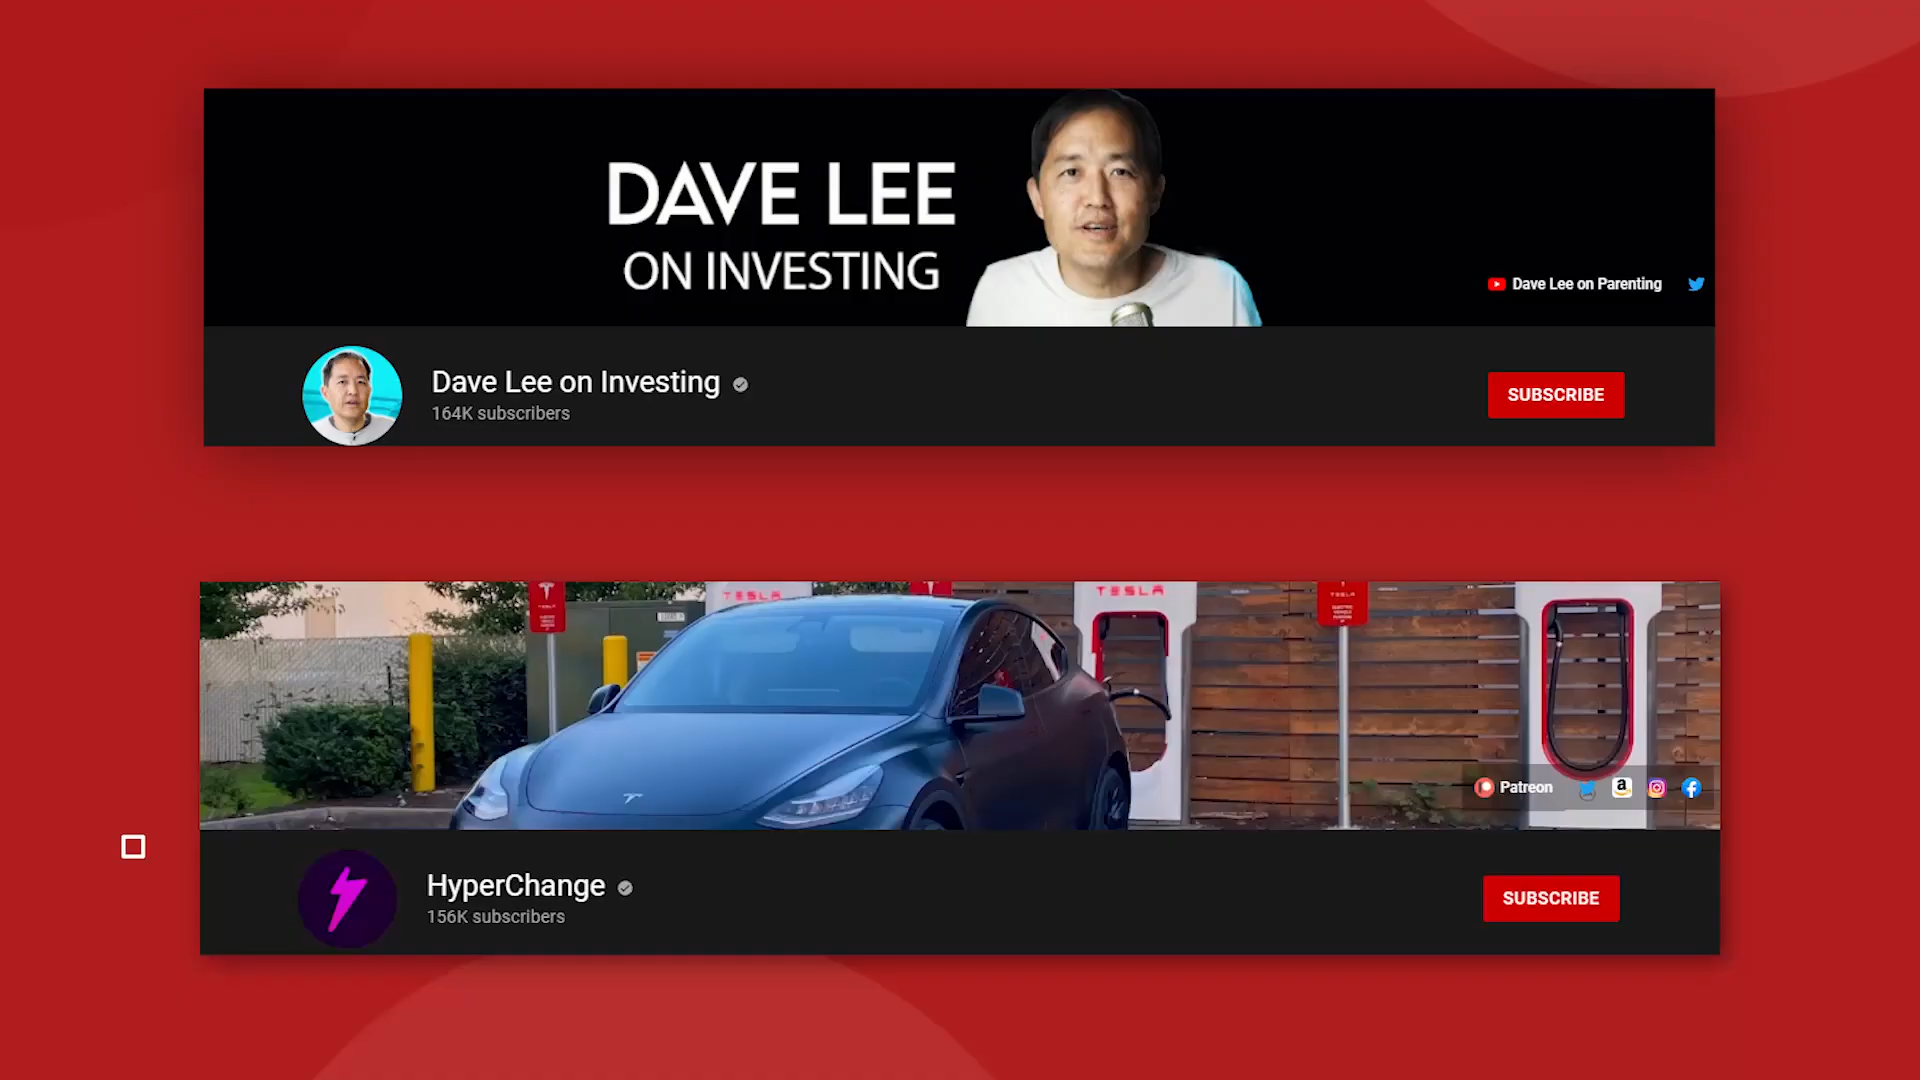 DAVE LEE
ON INVESTING
Dave Lee on Parenting
Dave Lee on Investing
164K subscribers
SUBSCRIBE
TESLA
TESLA
TESLA
Patreon
HyperChange
156K subscribers
SUBSCRIBE